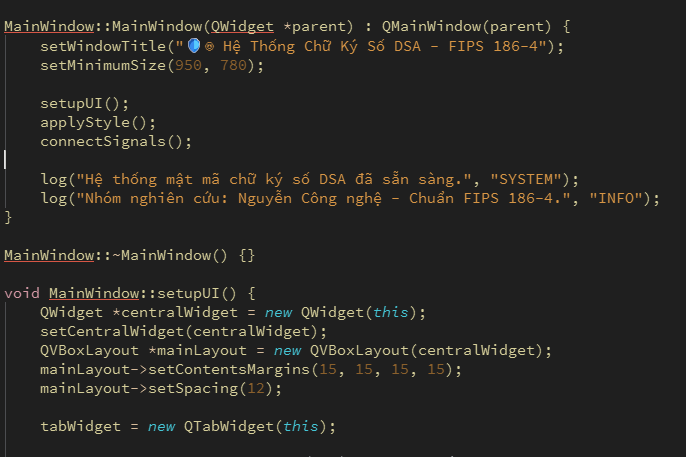 MainWindow::MainWindow(QWidget *parent) : QMainWindow(parent) {
    setWindowTitle("🛡️ Hệ Thống Chữ Ký Số DSA - FIPS 186-4");
    setMinimumSize(950, 780);
    setupUI();
    applyStyle();
    connectSignals();
    log("Hệ thống mật mã chữ ký số DSA đã sẵn sàng.", "SYSTEM");
    log("Nhóm nghiên cứu: Nguyễn Công nghệ - Chuẩn FIPS 186-4.", "INFO");
}
MainWindow::~MainWindow() {}
void MainWindow::setupUI() {
    QWidget *centralWidget = new QWidget(this);
    setCentralWidget(centralWidget);
    QVBoxLayout *mainLayout = new QVBoxLayout(centralWidget);
    mainLayout->setContentsMargins(15, 15, 15, 15);
    mainLayout->setSpacing(12);
    tabWidget = new QTabWidget(this);